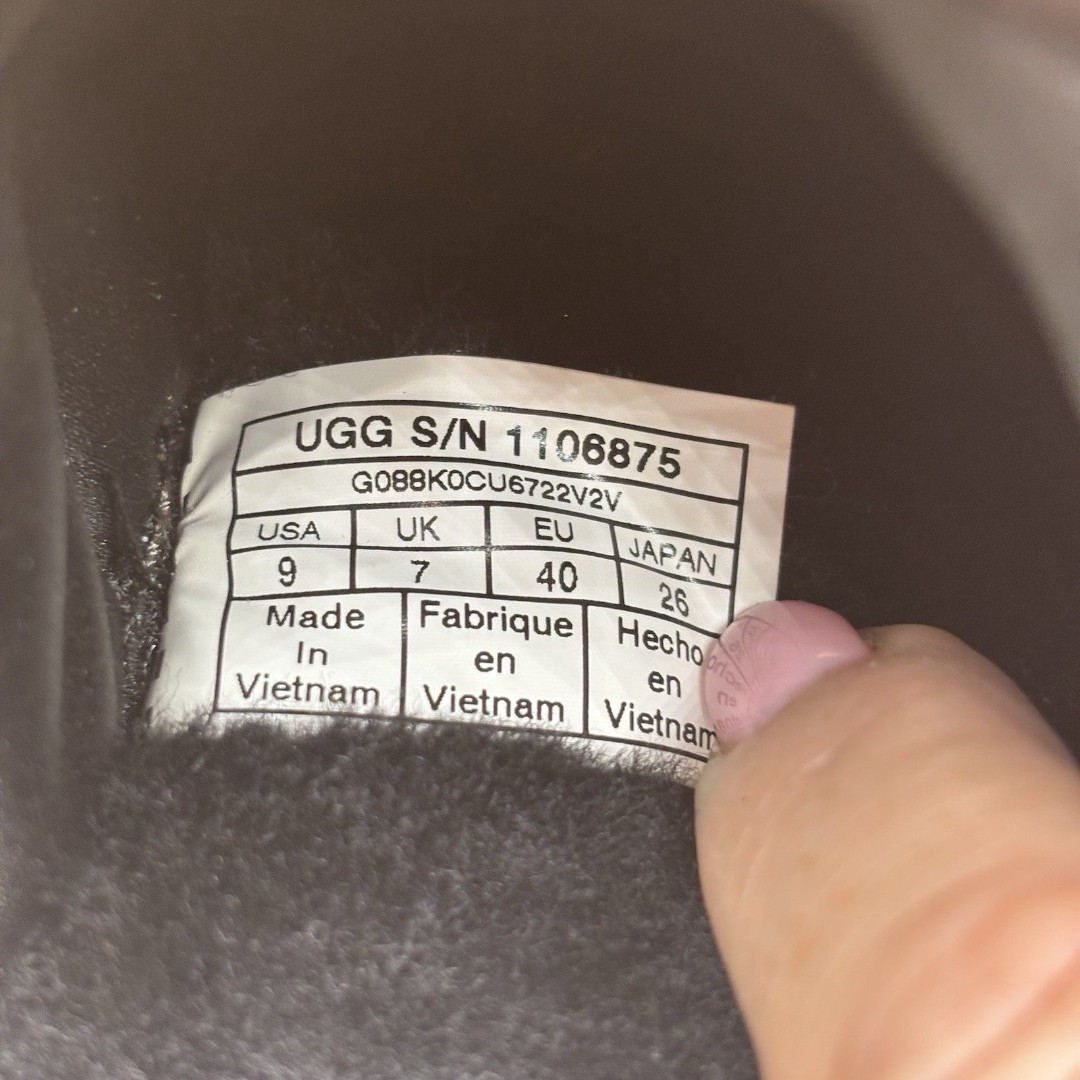 UGG S/N 1106875
G088K0CU6722V2V
USA UK EU JAPAN
9 7 40 26
Made In Vietnam
Fabrique en Vietnam
Hecho en Vietnam